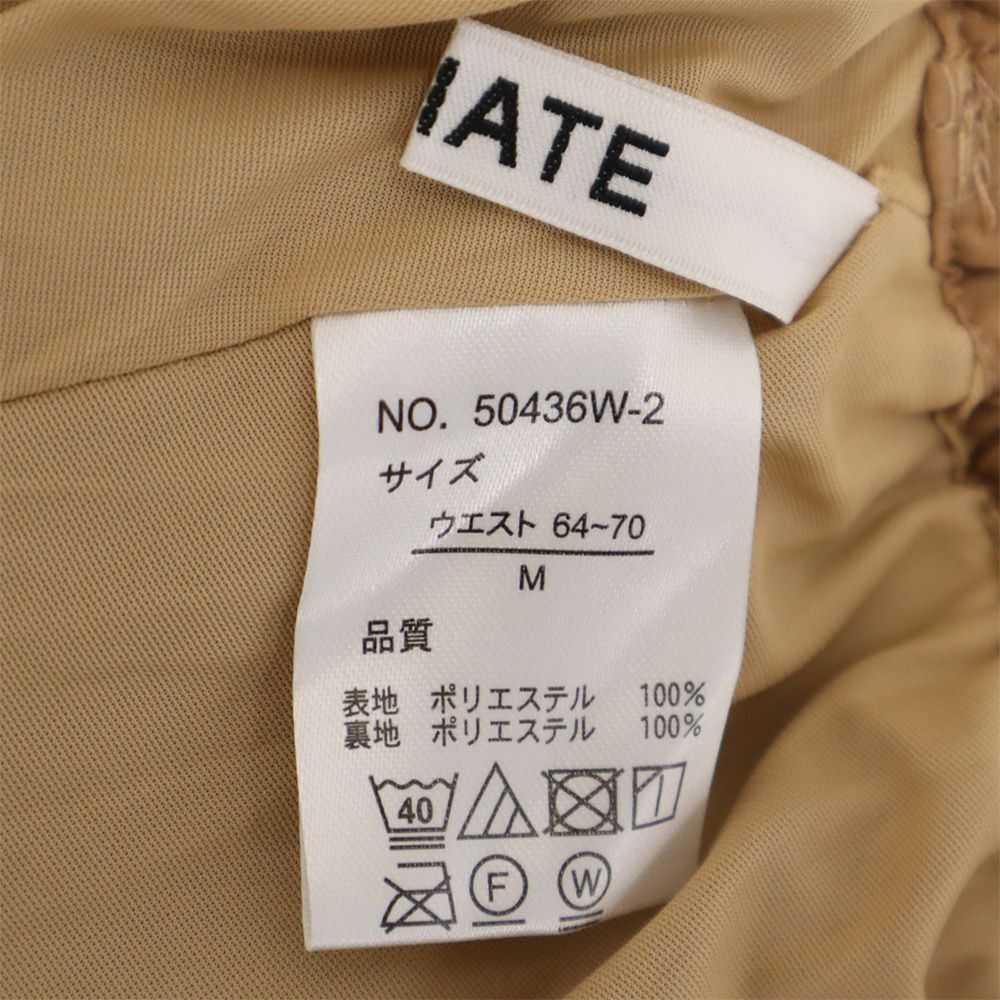 MATE
NO. 50436W-2
サイズ
ウエスト 64~70
M
品質
表地 ポリエステル 100%
裏地 ポリエステル 100%
40
F W